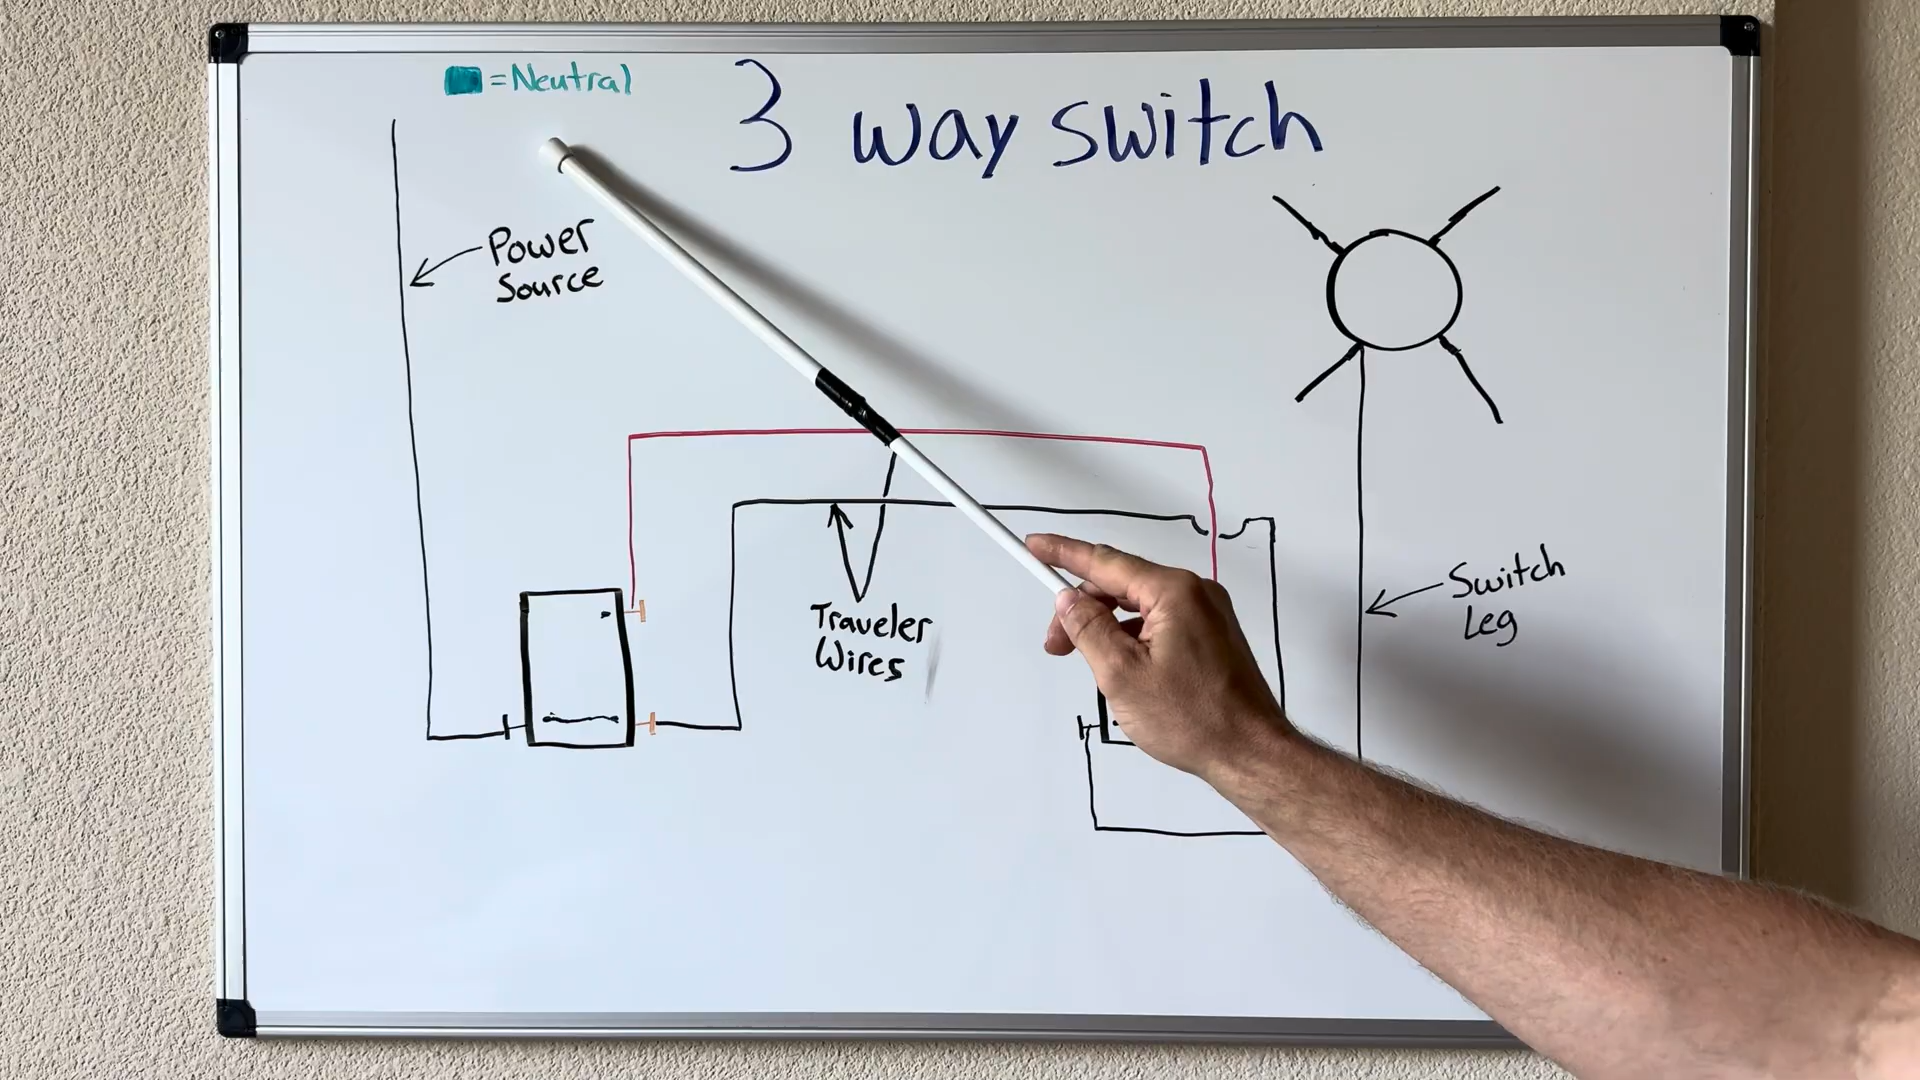 = Neutral
3 way switch
Power
Source
Traveler
Wires
Switch
Leg